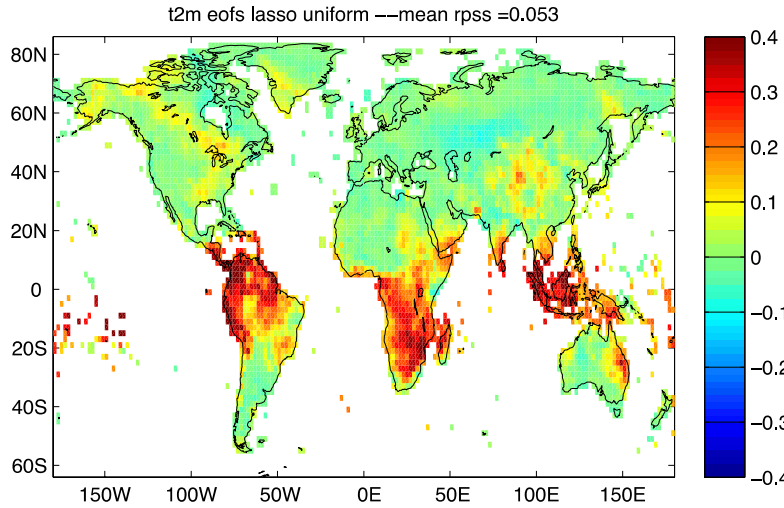 t2m eofs lasso uniform −−mean rpss =0.053
80N
60N
40N
20N
0
20S
40S
60S
150W 100W 50W 0E 50E 100E 150E
0.4
0.3
0.2
0.1
0
−0.1
−0.2
−0.3
−0.4